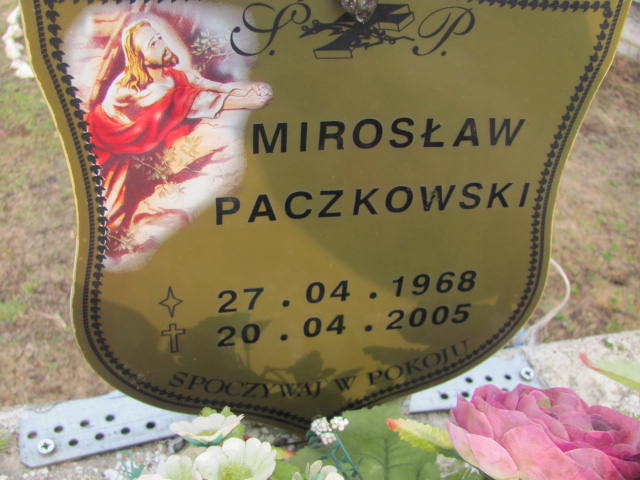 Ś. P.
MIROSŁAW
PACZKOWSKI
27.04.1968
20.04.2005
SPOCZYWAJ W POKOJU